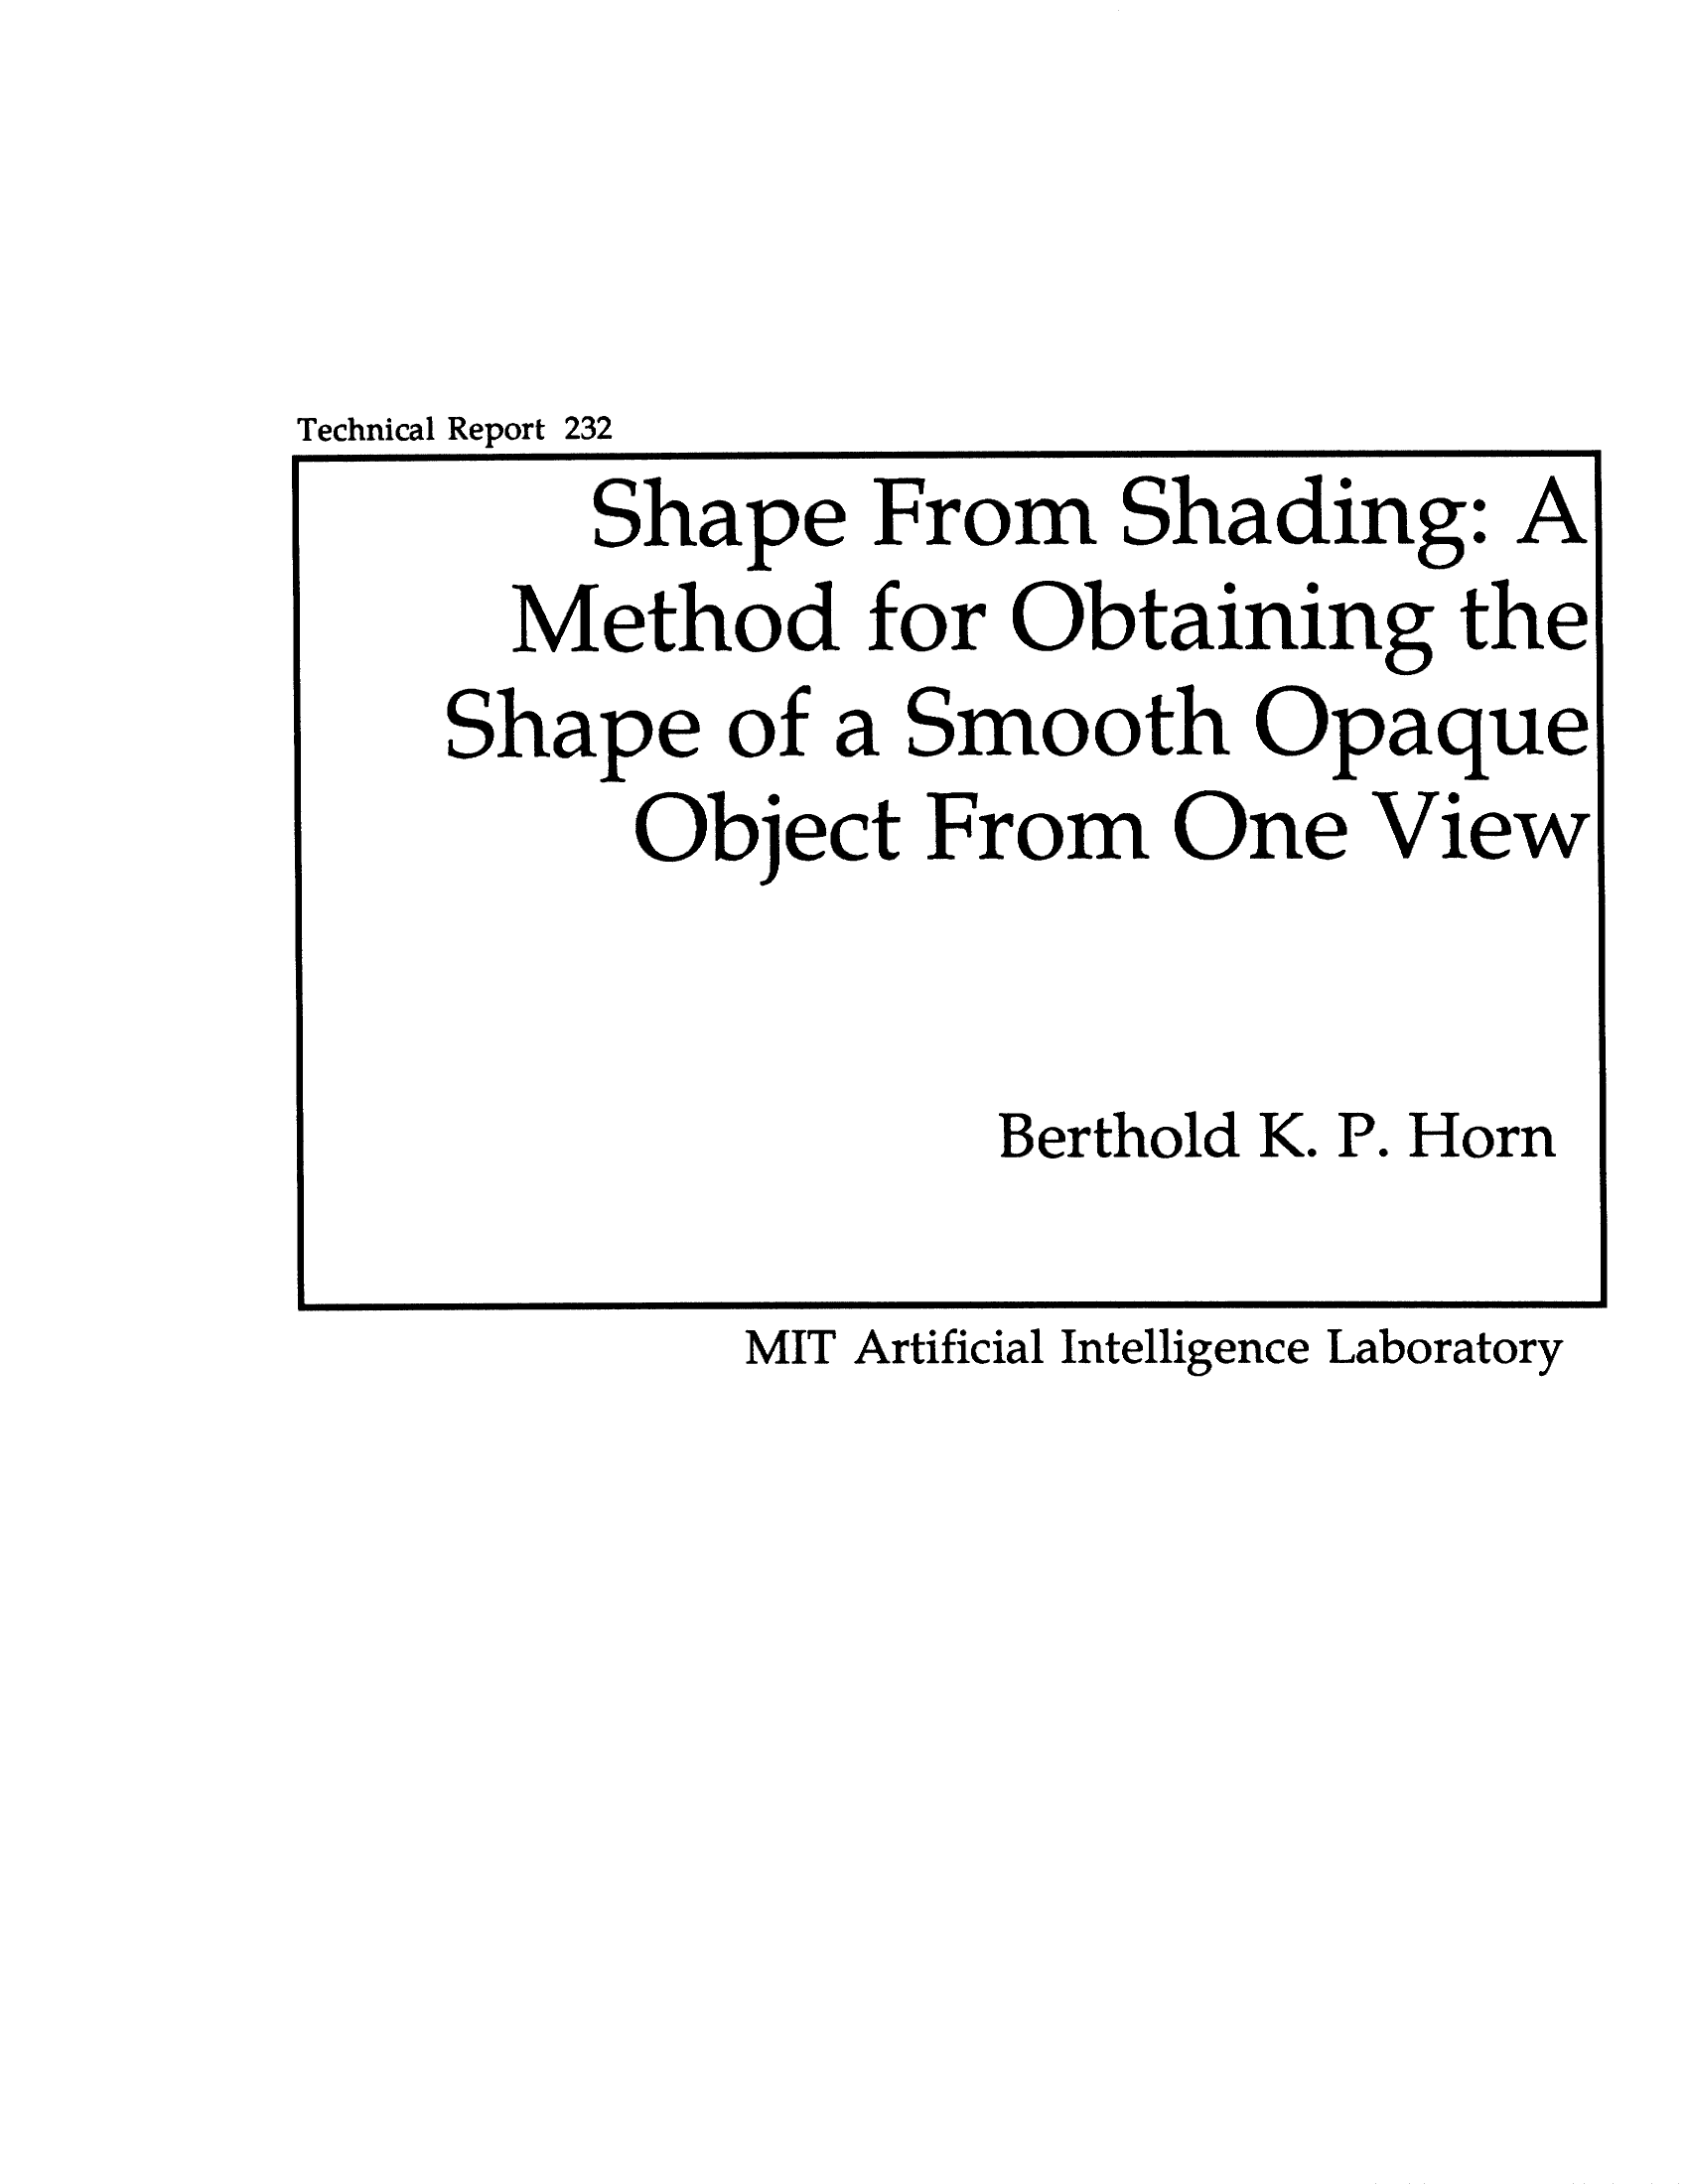 Technical Report 232
Shape From Shading: A
Method for Obtaining the
Shape of a Smooth Opaque
Object From One View
Berthold K. P. Horn
MIT Artificial Intelligence Laboratory